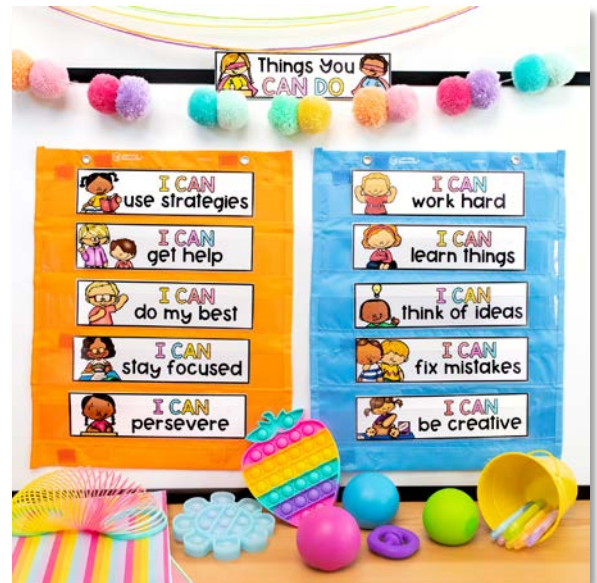 Things You
CAN DO
I CAN
use strategies
I CAN
get help
I CAN
do my best
I CAN
stay focused
I CAN
persevere
I CAN
work hard
I CAN
learn things
I CAN
think of ideas
I CAN
fix mistakes
I CAN
be creative